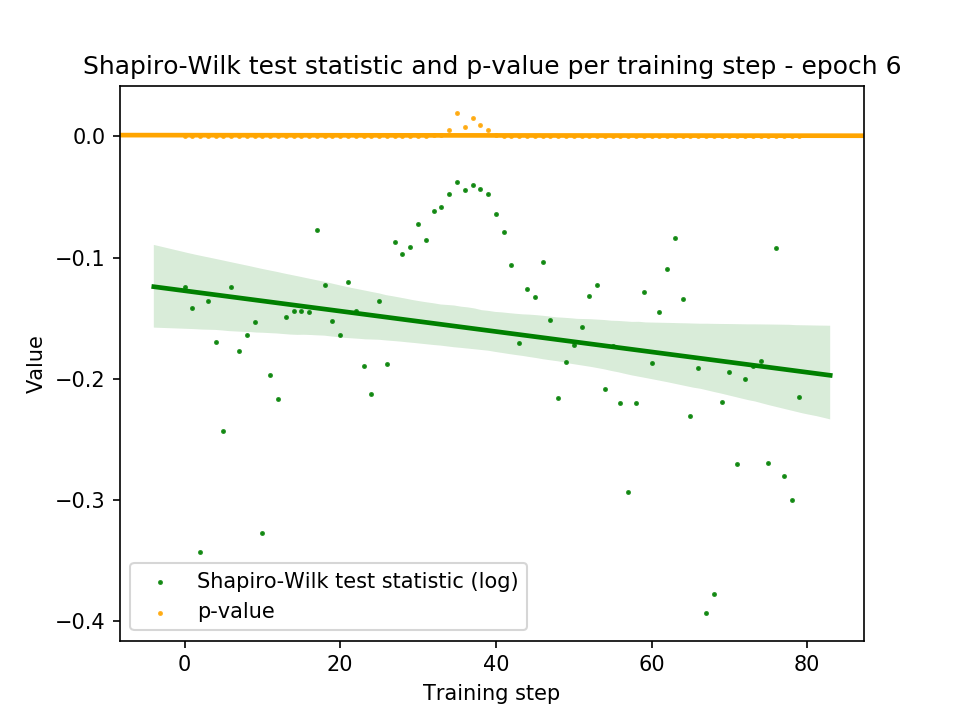 Shapiro-Wilk test statistic and p-value per training step - epoch 6
0.0
−0.1
−0.2
−0.3
−0.4
Value
Shapiro-Wilk test statistic (log)
p-value
0 20 40 60 80
Training step